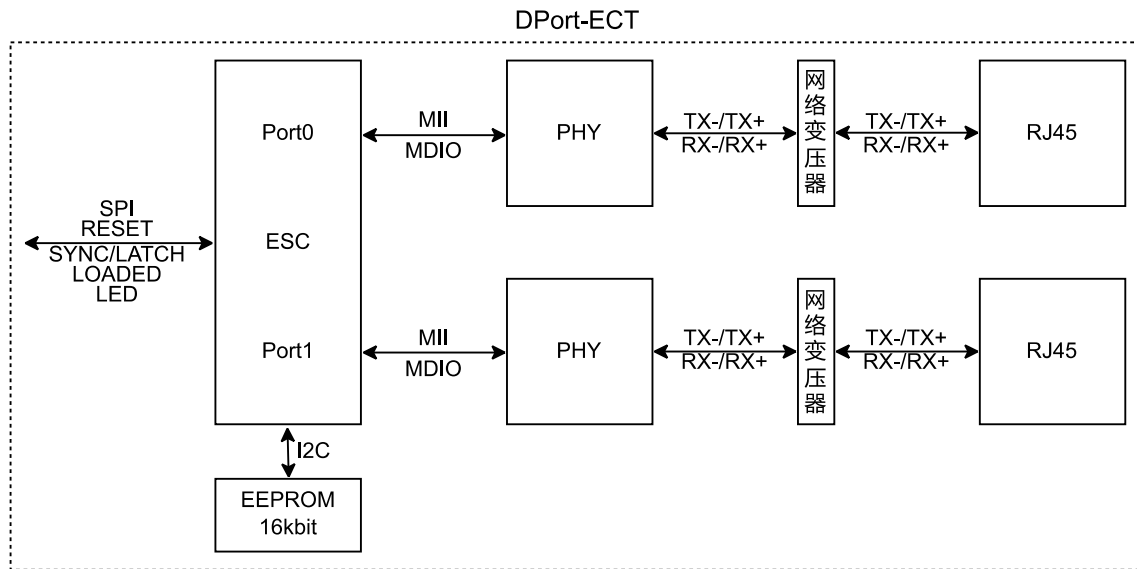 DPort-ECT
Port0
MII
MDIO
PHY
TX-/TX+
RX-/RX+
网络变压器
TX-/TX+
RX-/RX+
RJ45
SPI
RESET
SYNC/LATCH
LOADED
LED
ESC
Port1
MII
MDIO
PHY
TX-/TX+
RX-/RX+
网络变压器
TX-/TX+
RX-/RX+
RJ45
I2C
EEPROM
16kbit